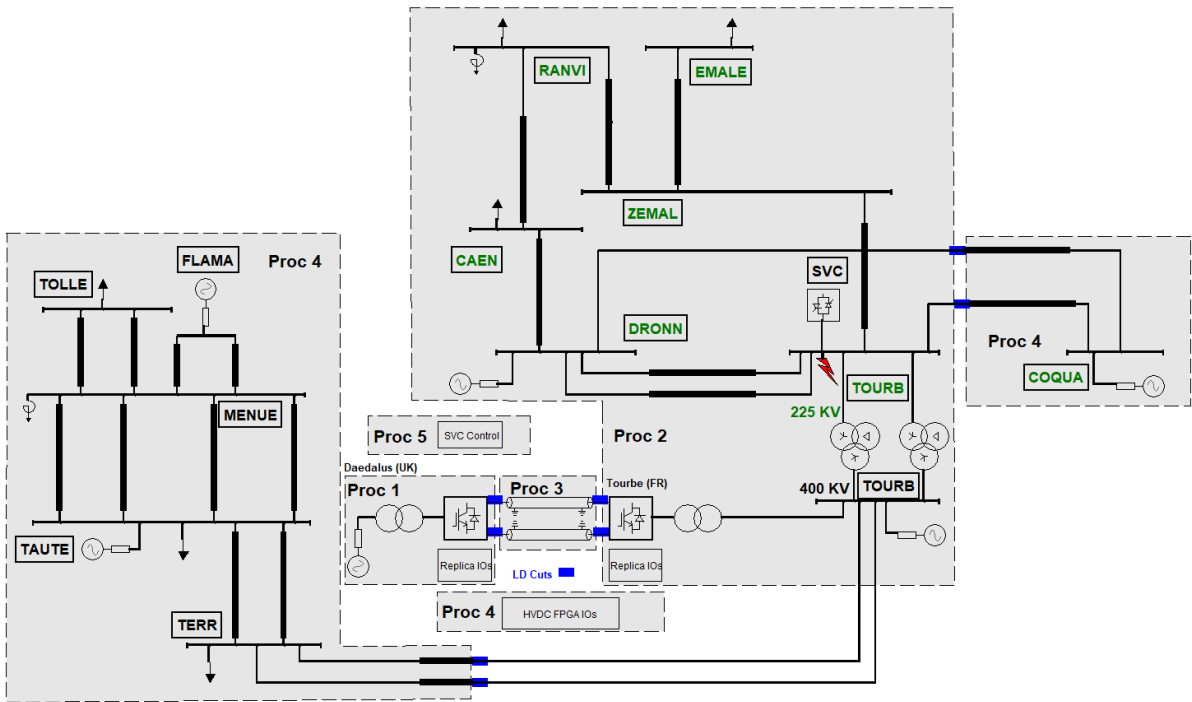 RANVI
EMALE
ZEMAL
CAEN
FLAMA
Proc 4
TOLLE
SVC
DRONN
Proc 4
COQUA
TOURB
225 KV
MENUE
Proc 5
SVC Control
Proc 2
Daedalus (UK)
Proc 1
Proc 3
Tourbe (FR)
400 KV
TOURB
TAUTE
Replica IOs
LD Cuts
Replica IOs
Proc 4
HVDC FPGA IOs
TERR